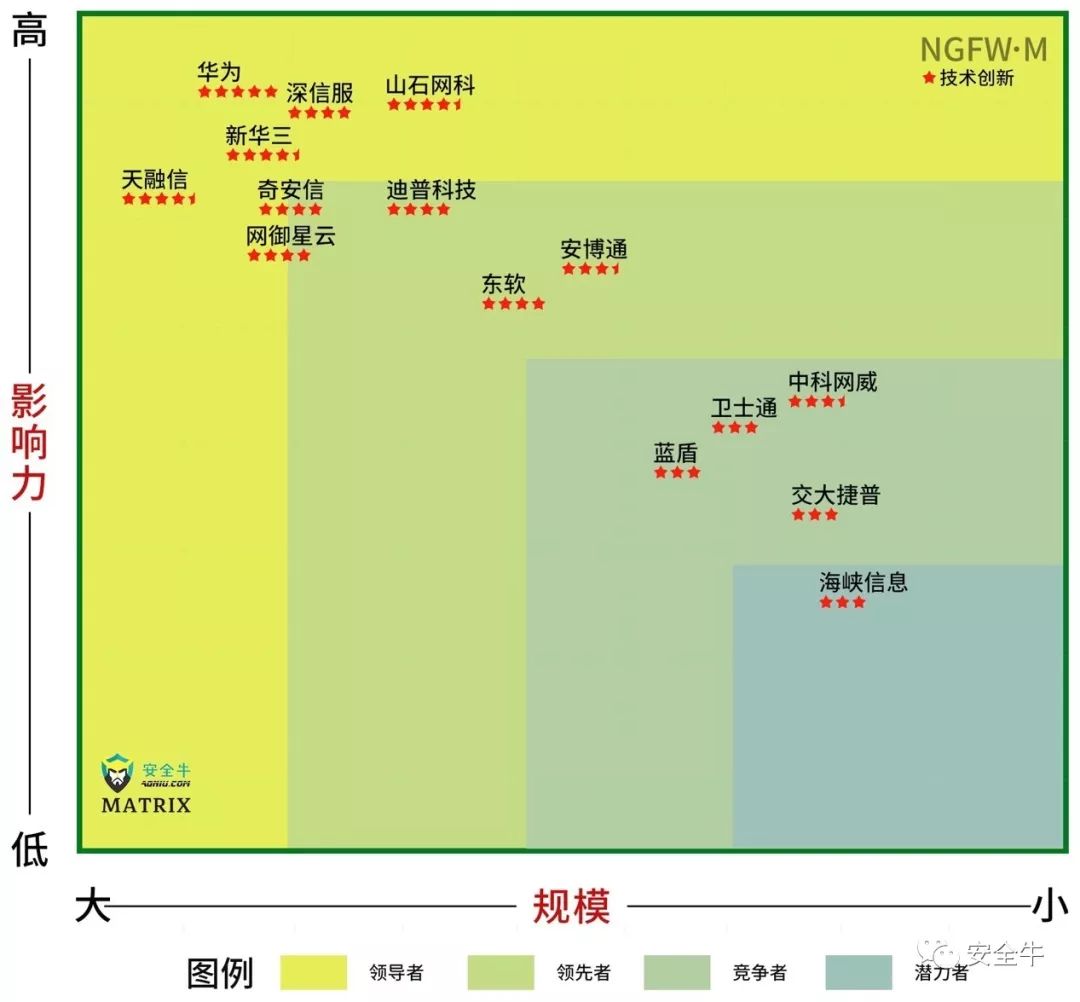 高
NGFW·M
★技术创新
华为
★★★★★
深信服
★★★★
山石网科
新华三
天融信
奇安信
★★★★
迪普科技
★★★★
网御星云
★★★★
安博通
东软
★★★★
影响力
中科网威
卫士通
★★★
蓝盾
★★★
交大捷普
★★★
海峡信息
★★★
安全牛
AQNIU.COM
MATRIX
低
大
规模
小
图例
领导者
领先者
竞争者
潜力者
安全牛